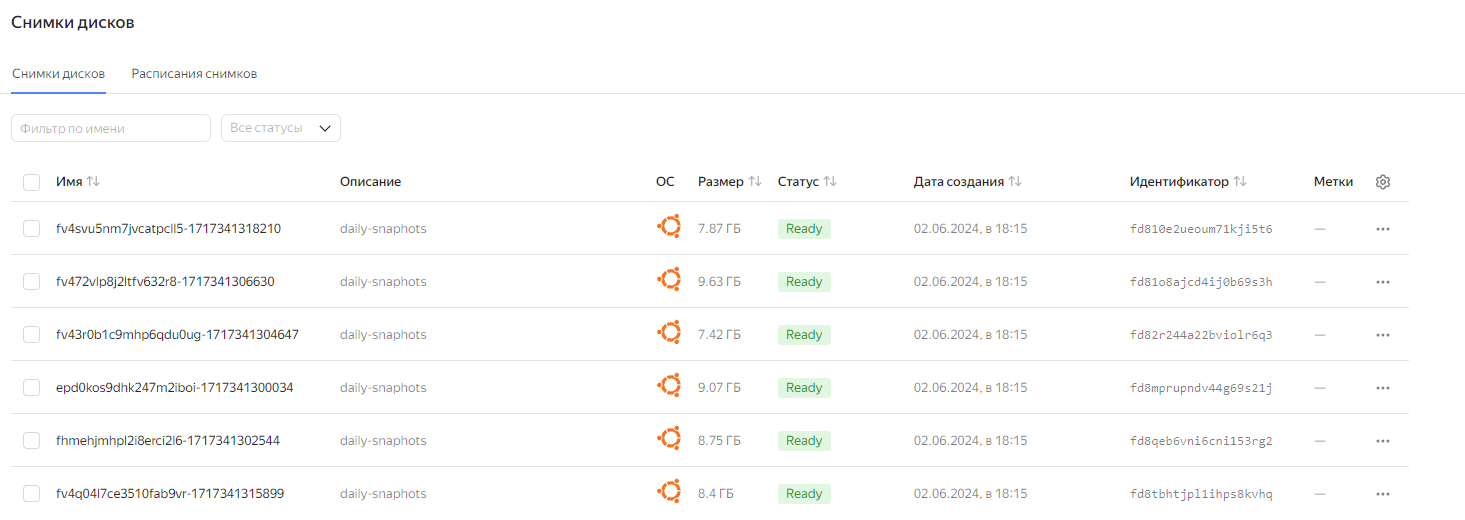 Снимки дисков
Снимки дисков Расписания снимков
Фильтр по имени Все статусы
Имя Описание ОС Размер Статус Дата создания Идентификатор Метки
fv4svu5nm7jvcatpcll5-1717341318210 daily-snaphots 7.87 ГБ Ready 02.06.2024, в 18:15 fd810e2ueoum71kji5t6 —
fv472vlp8j2ltfv632r8-1717341306630 daily-snaphots 9.63 ГБ Ready 02.06.2024, в 18:15 fd81o8ajcd4ij0b69s3h —
fv43r0b1c9mhp6qdu0ug-1717341304647 daily-snaphots 7.42 ГБ Ready 02.06.2024, в 18:15 fd82r244a22bviolr6q3 —
epd0kos9dhk247m2iboi-1717341300034 daily-snaphots 9.07 ГБ Ready 02.06.2024, в 18:15 fd8mprupndv44g69s21j —
fhmehjmhpl2i8erci2l6-1717341302544 daily-snaphots 8.75 ГБ Ready 02.06.2024, в 18:15 fd8qeb6vni6cni153rg2 —
fv4q04l7ce3510fab9vr-1717341315899 daily-snaphots 8.4 ГБ Ready 02.06.2024, в 18:15 fd8tbhtjpl1ihps8kvhq —